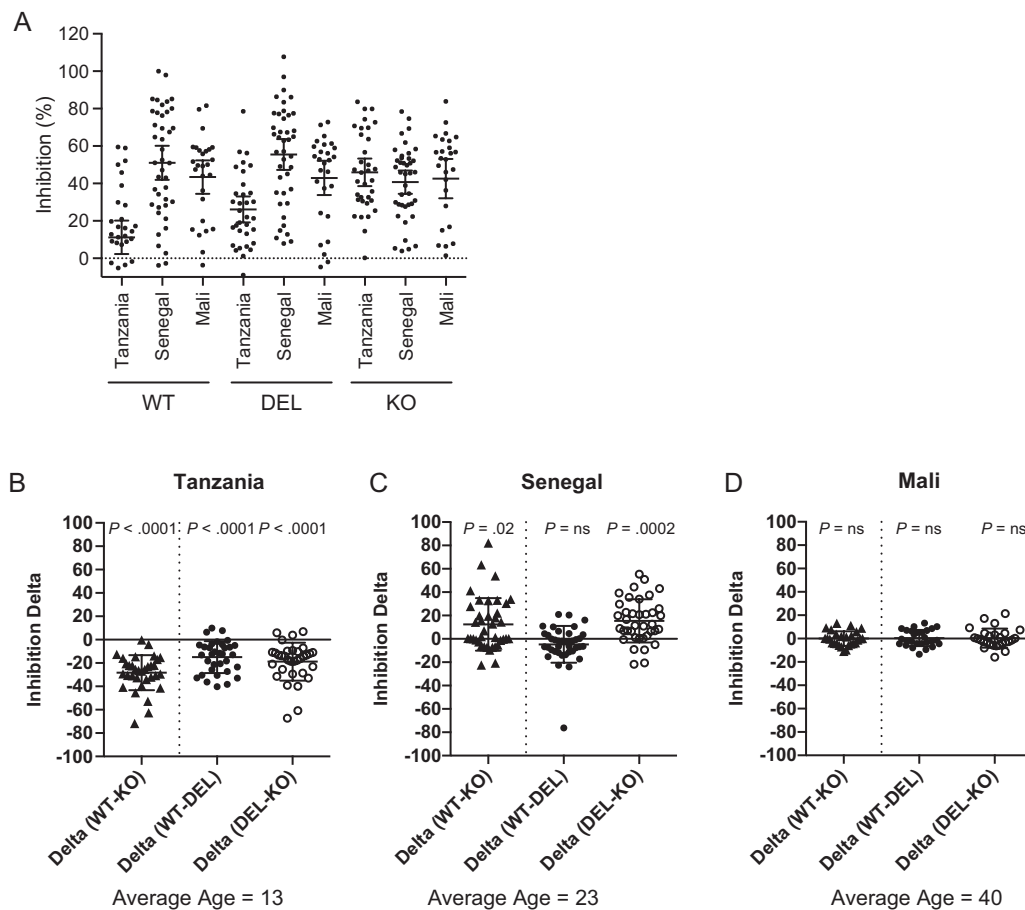 A
Inhibition (%)
120
100
80
60
40
20
0
Tanzania
Senegal
Mali
Tanzania
Senegal
Mali
Tanzania
Senegal
Mali
WT
DEL
KO
B
Tanzania
Inhibition Delta
100
80
60
40
20
0
-20
-40
-60
-80
-100
P < .0001
P < .0001
P < .0001
Delta (WT-KO)
Delta (WT-DEL)
Delta (DEL-KO)
Average Age = 13
C
Senegal
Inhibition Delta
100
80
60
40
20
0
-20
-40
-60
-80
-100
P = .02
P = ns
P = .0002
Delta (WT-KO)
Delta (WT-DEL)
Delta (DEL-KO)
Average Age = 23
D
Mali
Inhibition Delta
100
80
60
40
20
0
-20
-40
-60
-80
-100
P = ns
P = ns
P = ns
Delta (WT-KO)
Delta (WT-DEL)
Delta (DEL-KO)
Average Age = 40